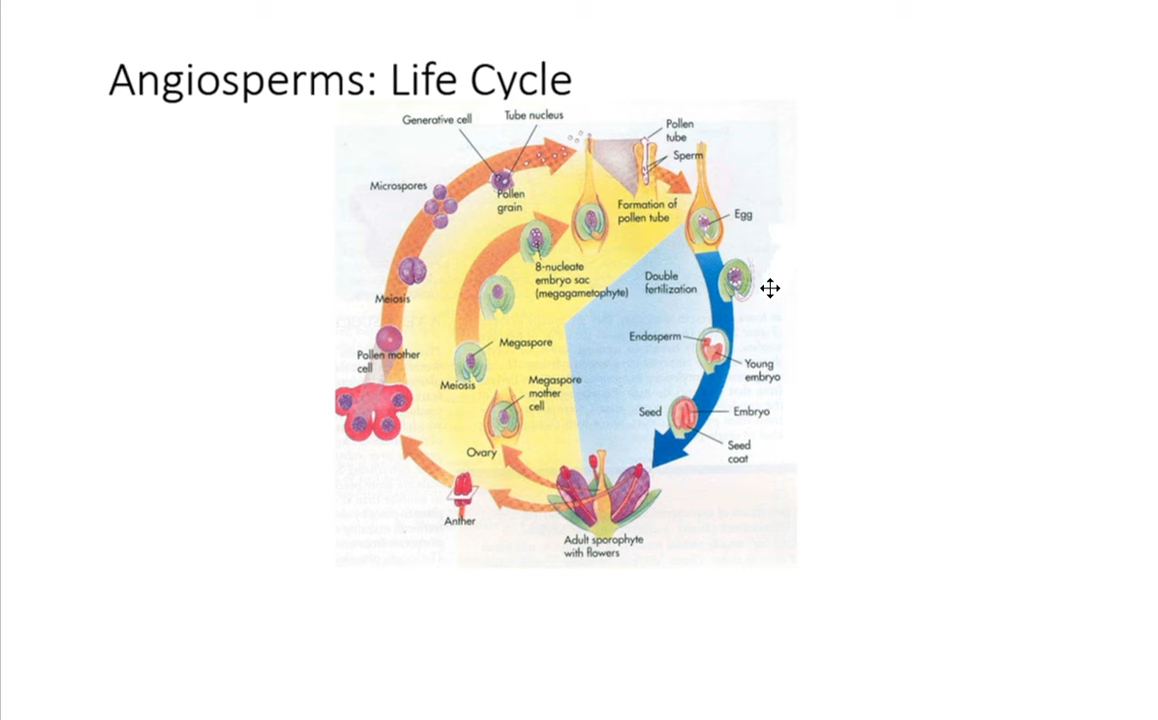 Angiosperms: Life Cycle
Generative cell
Tube nucleus
Pollen
tube
Sperm
Microspores
Pollen
grain
Formation of
pollen tube
Egg
8-nucleate
embryo sac
(megagametophyte)
Double
fertilization
Meiosis
Endosperm
Megaspore
Pollen mother
cell
Young
embryo
Meiosis
Megaspore
mother
cell
Seed
Embryo
Ovary
Seed
coat
Anther
Adult sporophyte
with flowers